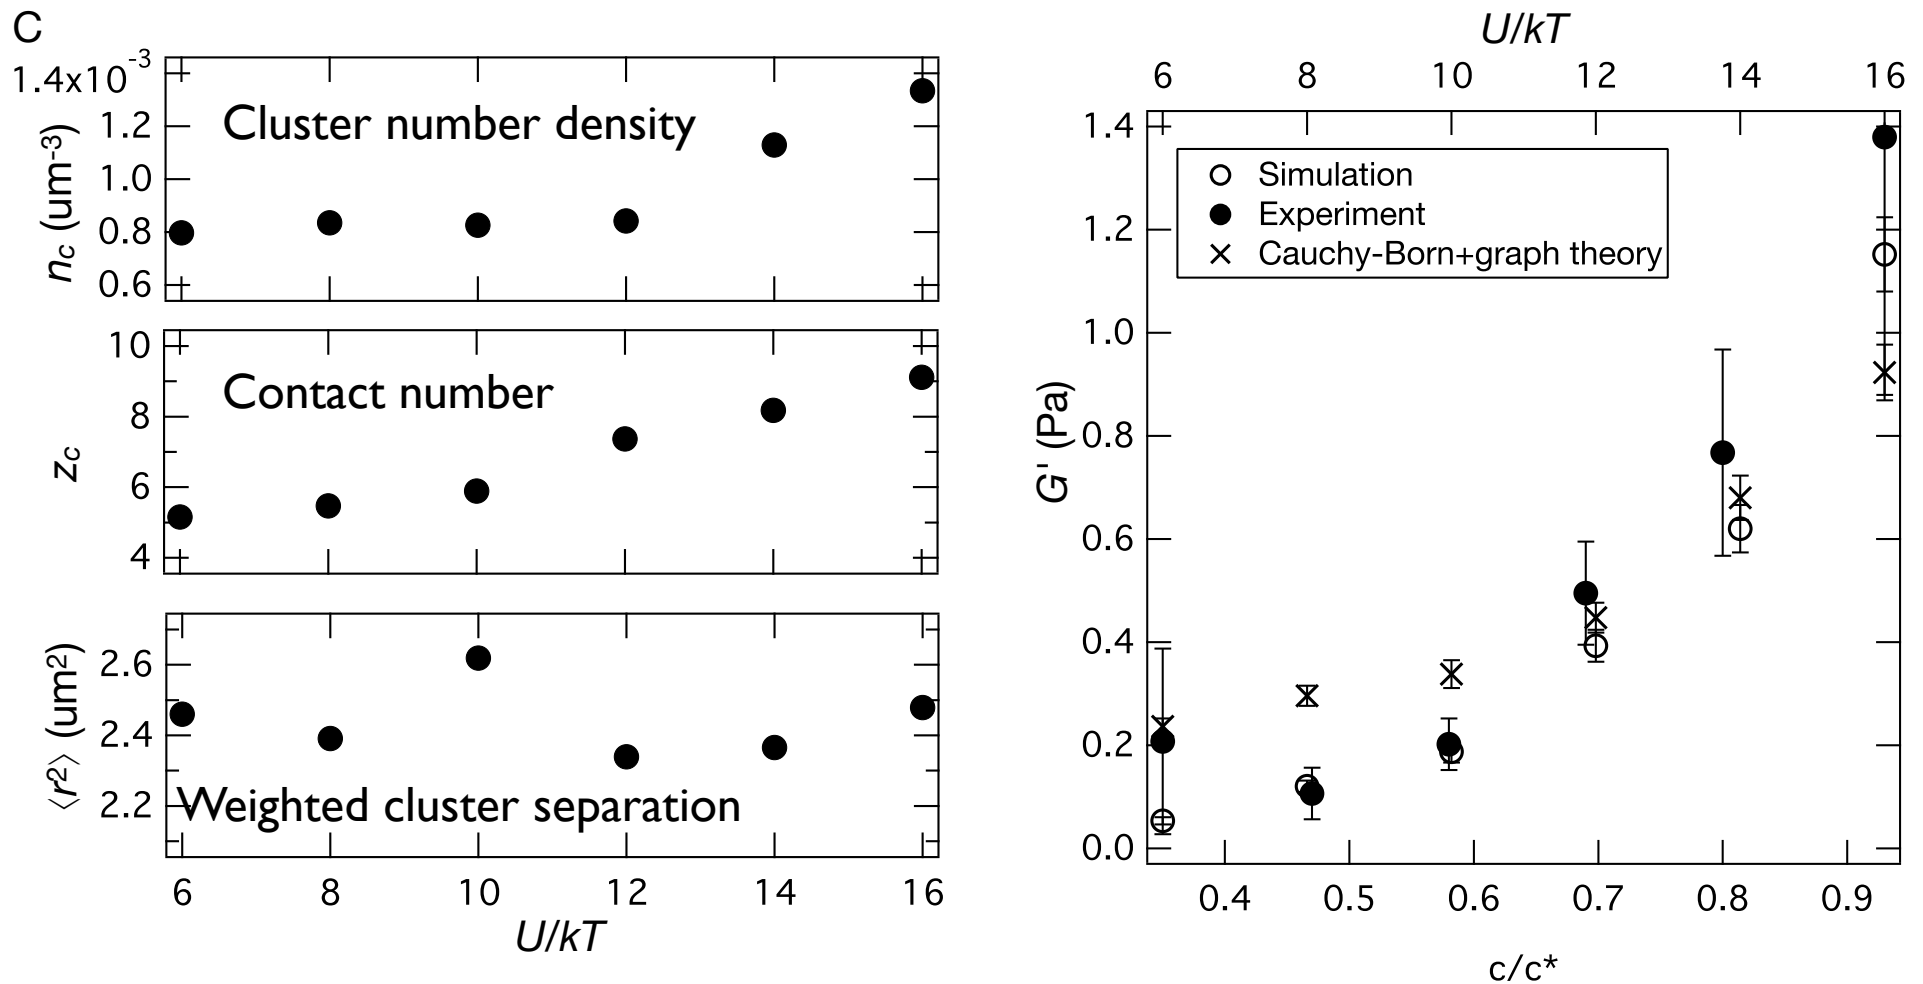 C
1.4x10-3
1.2
1.0
0.8
0.6
nc (um-3)
Cluster number density
10
8
6
4
zc
Contact number
2.6
2.4
2.2
⟨r2⟩ (um2)
Weighted cluster separation
6 8 10 12 14 16
U/kT
U/kT
6 8 10 12 14 16
1.4
1.2
1.0
0.8
0.6
0.4
0.2
0.0
G' (Pa)
Simulation
Experiment
Cauchy-Born+graph theory
0.4 0.5 0.6 0.7 0.8 0.9
c/c*